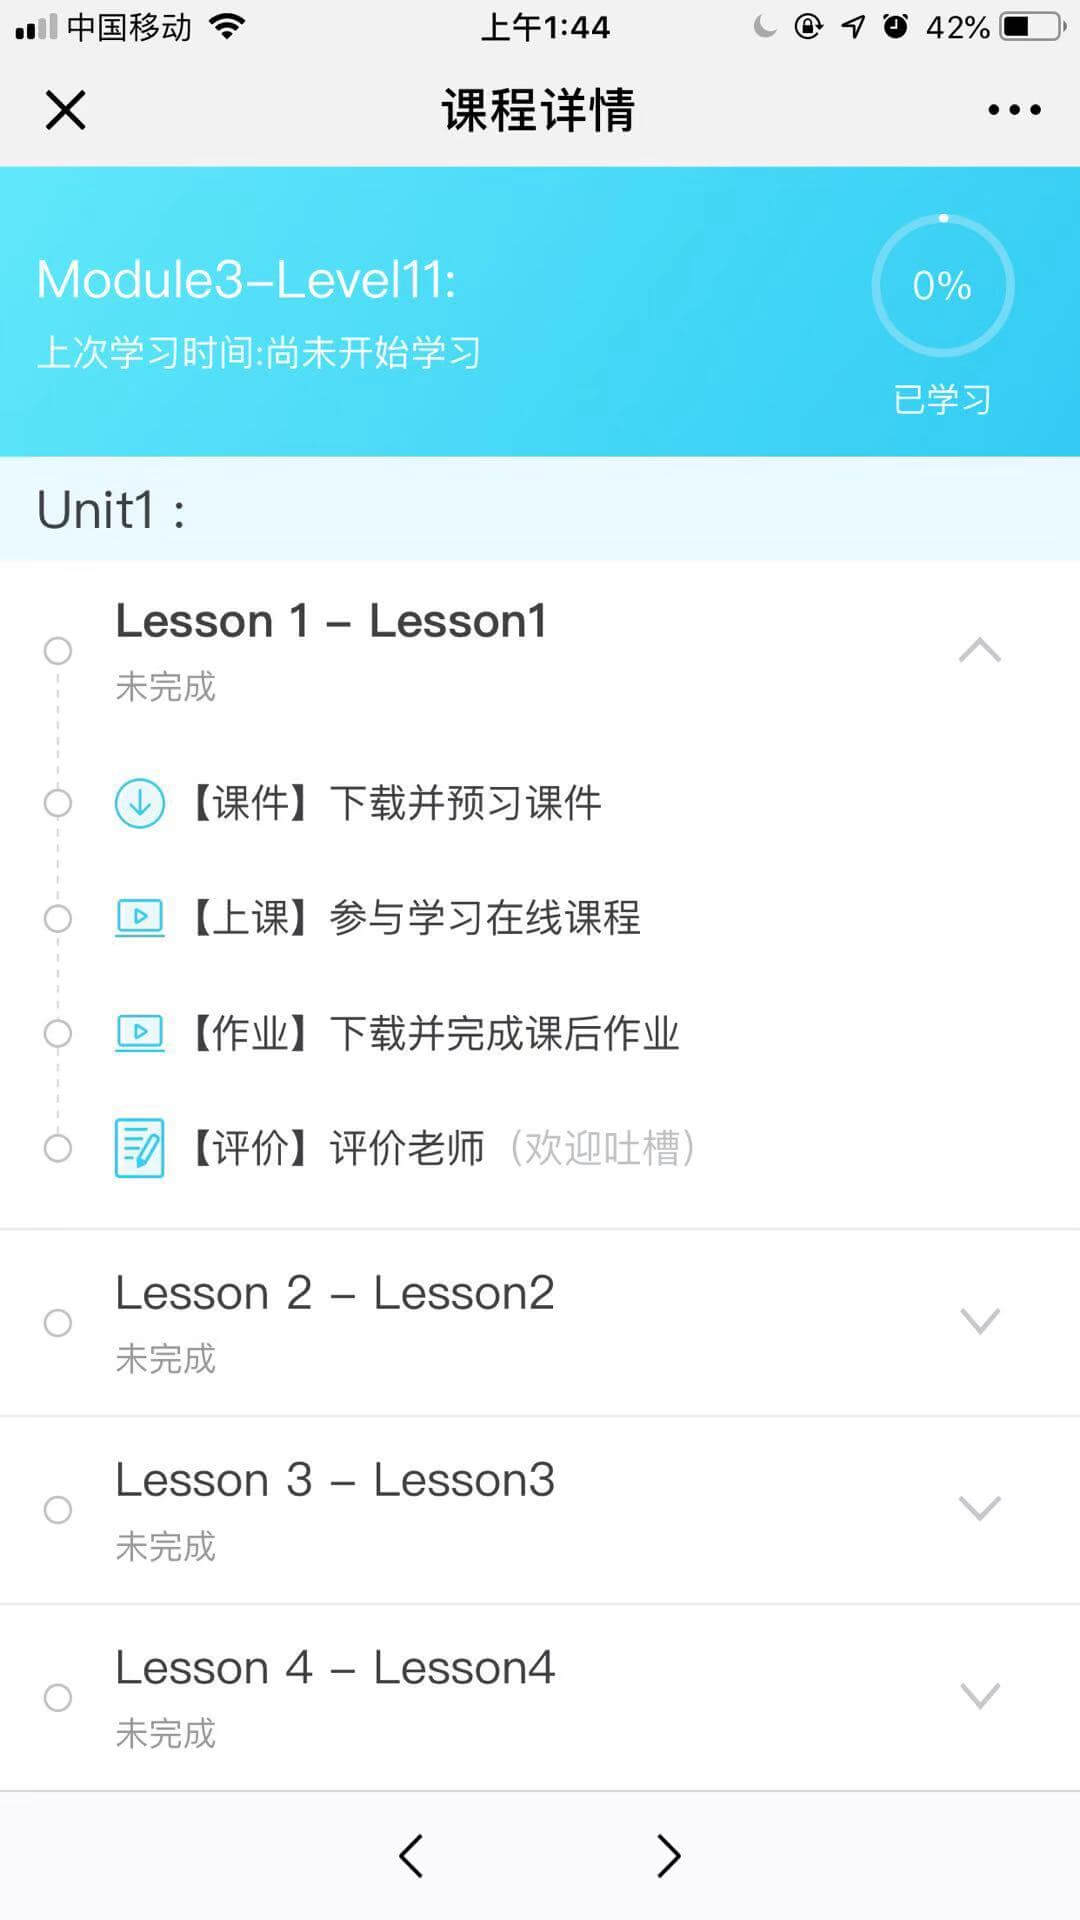 中国移动 上午1:44 42%
课程详情
Module3-Level11:
上次学习时间:尚未开始学习
0%
已学习
Unit1 :
Lesson 1 – Lesson1
未完成
【课件】下载并预习课件
【上课】参与学习在线课程
【作业】下载并完成课后作业
【评价】评价老师（欢迎吐槽）
Lesson 2 – Lesson2
未完成
Lesson 3 – Lesson3
未完成
Lesson 4 – Lesson4
未完成